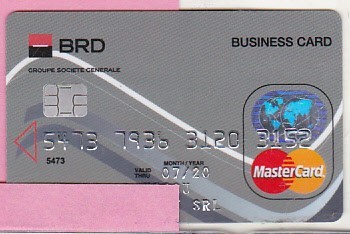 BRD
BUSINESS CARD
GROUPE SOCIETE GENERALE
5473 7936 3120 3152
5473
VALID THRU
MONTH/YEAR
07/20
MasterCard
SRL